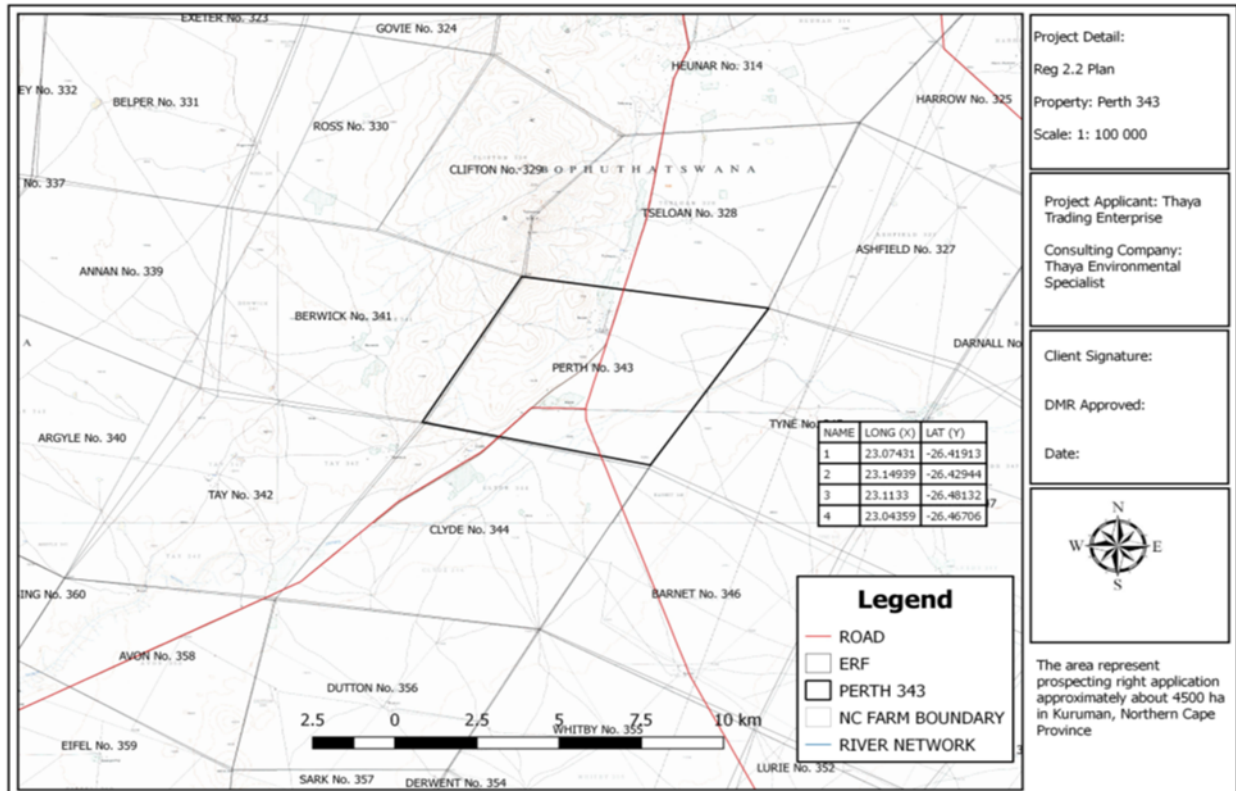 EXETER No. 323
GOVIE No. 324
HEUNAR No. 314
EY No. 332
BELPER No. 331
HARROW No. 325
ROSS No. 330
CLIFTON No. 329
BOPHUTHATSWANA
No. 337
TSELOAN No. 328
ASHFIELD No. 327
ANNAN No. 339
BERWICK No. 341
DARNALL No
PERTH No. 343
TYNE No.
ARGYLE No. 340
TAY No. 342
CLYDE No. 344
NAME LONG (X) LAT (Y)
1 23.07431 -26.41913
2 23.14939 -26.42944
3 23.1133 -26.48132
4 23.04359 -26.46706
ING No. 360
BARNET No. 346
AVON No. 358
DUTTON No. 356
WHITBY No. 355
EIFEL No. 359
SARK No. 357
DERWENT No. 354
LURIE No. 352
2.5 0 2.5 5 7.5 10 km
Legend
ROAD
ERF
PERTH 343
NC FARM BOUNDARY
RIVER NETWORK
Project Detail:
Reg 2.2 Plan
Property: Perth 343
Scale: 1: 100 000
Project Applicant: Thaya
Trading Enterprise
Consulting Company:
Thaya Environmental
Specialist
Client Signature:
DMR Approved:
Date:
N
W E
S
The area represent
prospecting right application
approximately about 4500 ha
in Kuruman, Northern Cape
Province